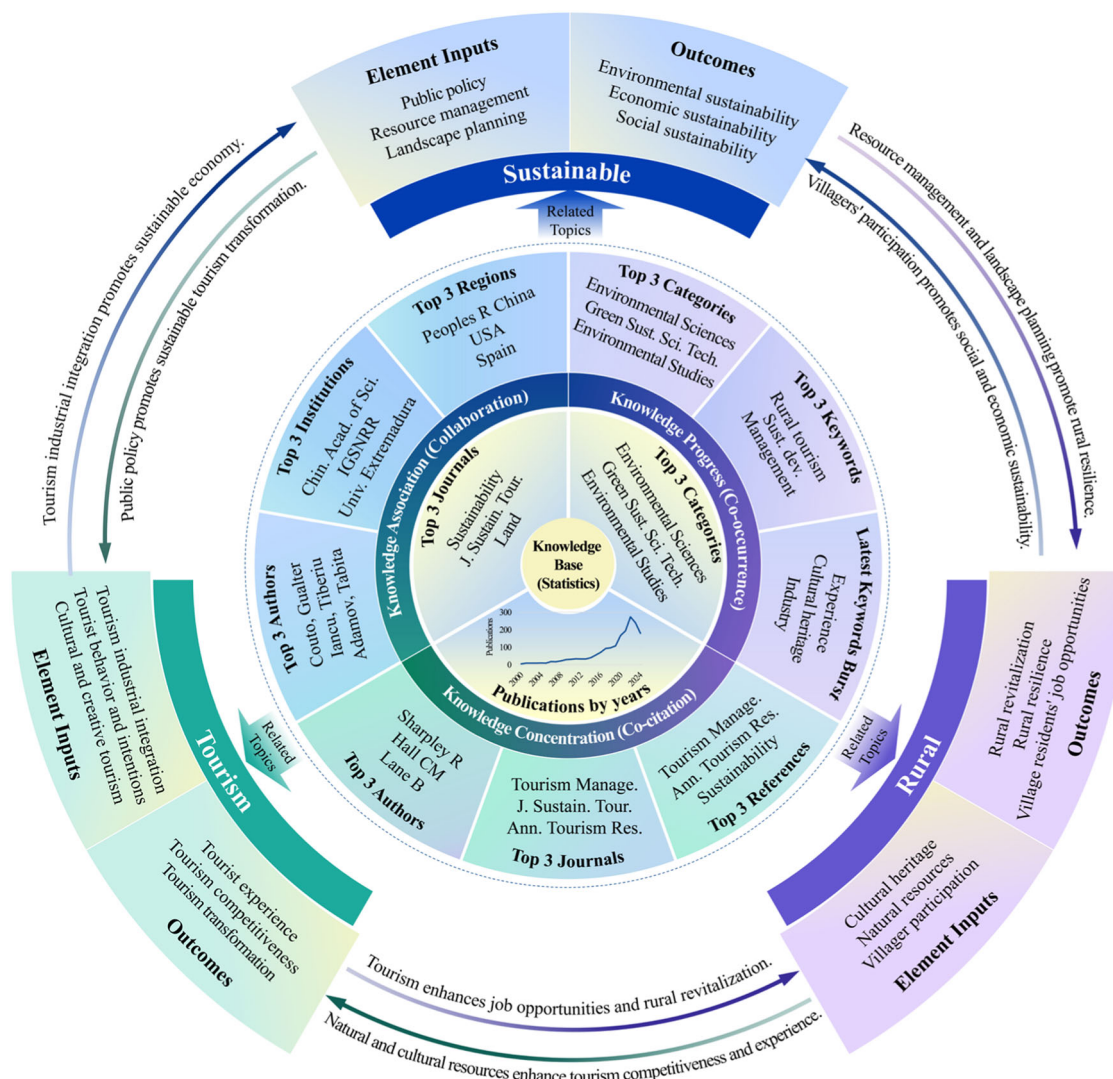 Element Inputs
Public policy
Resource management
Landscape planning
Outcomes
Environmental sustainability
Economic sustainability
Social sustainability
Sustainable
Related
Topics
Tourism industrial integration promotes sustainable economy.
Public policy promotes sustainable tourism transformation.
Resource management and landscape planning promote rural resilience.
Villagers' participation promotes social and economic sustainability.
Top 3 Regions
Peoples R China
USA
Spain
Top 3 Categories
Environmental Sciences
Green Sust. Sci. Tech.
Environmental Studies
Top 3 Institutions
Chin. Acad. of Sci.
IGSNRR
Univ. Extremadura
Top 3 Keywords
Rural tourism
Sust. dev.
Management
Knowledge Association (Collaboration)
Knowledge Progress (Co-occurrence)
Top 3 Journals
Sustainability
J. Sustain. Tour.
Land
Top 3 Categories
Environmental Sciences
Green Sust. Sci. Tech.
Environmental Studies
Knowledge
Base
(Statistics)
Top 3 Authors
Couto, Gualter
Iancu, Tiberiu
Adamov, Tabita
Latest Keywords Burst
Experience
Cultural heritage
Industry
Publications
300
200
100
0
2000
2004
2008
2012
2016
2020
2024
Publications by years
Knowledge Concentration (Co-citation)
Sharpley R
Hall CM
Lane B
Top 3 Authors
Tourism Manage.
J. Sustain. Tour.
Ann. Tourism Res.
Top 3 Journals
Tourism Manage.
Ann. Tourism Res.
Sustainability
Top 3 References
Related
Topics
Tourism
Tourism industrial integration
Tourist behavior and intentions
Cultural and creative tourism
Element Inputs
Tourist experience
Tourism competitiveness
Tourism transformation
Outcomes
Related
Topics
Rural
Rural revitalization
Rural resilience
Village residents' job opportunities
Outcomes
Cultural heritage
Natural resources
Villager participation
Element Inputs
Tourism enhances job opportunities and rural revitalization.
Natural and cultural resources enhance tourism competitiveness and experience.